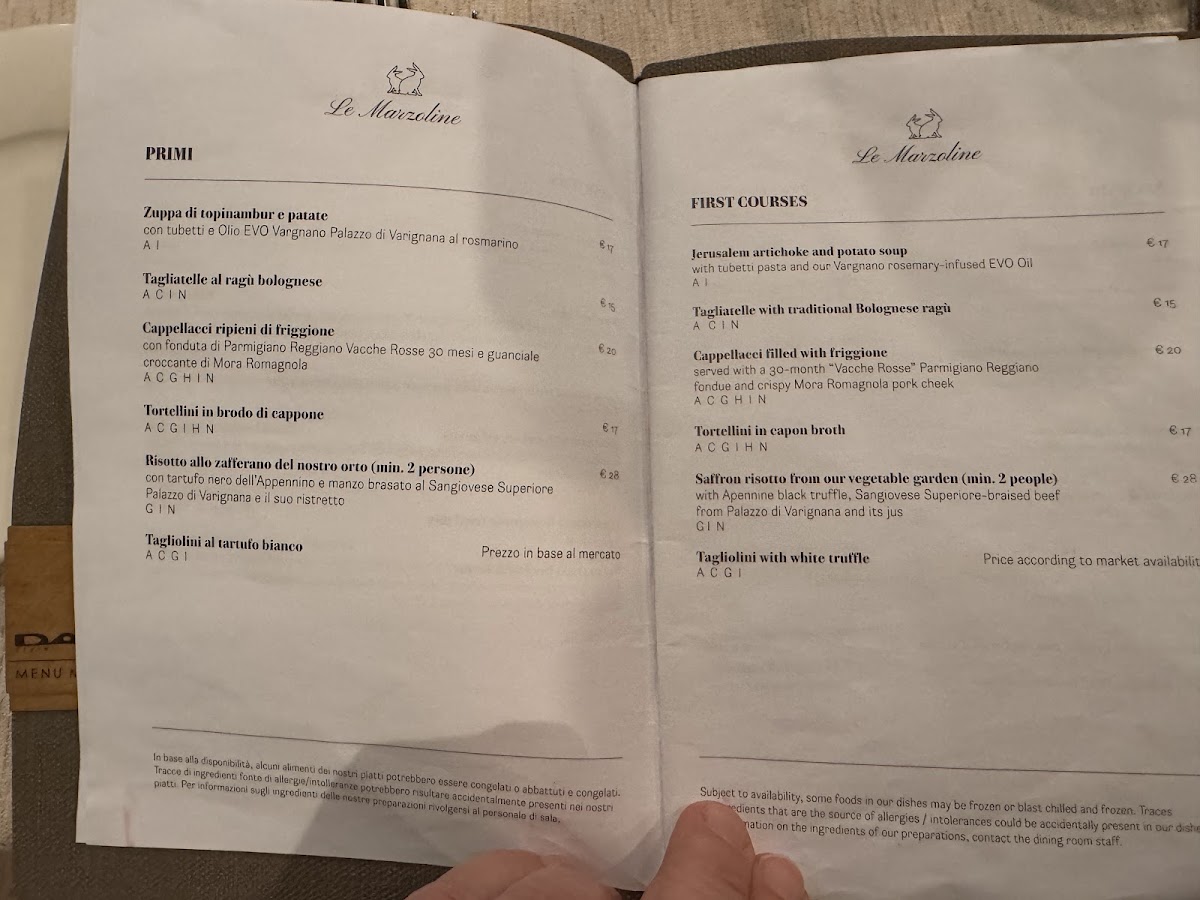 Le Marzoline
PRIMI
Zuppa di topinambur e patate
con tubetti e Olio EVO Vargnano Palazzo di Varignana al rosmarino
€ 17
A I
Tagliatelle al ragù bolognese
€ 15
A C I N
Cappellacci ripieni di friggione
€ 20
con fonduta di Parmigiano Reggiano Vacche Rosse 30 mesi e guanciale
croccante di Mora Romagnola
A C G H I N
Tortellini in brodo di cappone
€ 17
A C G I H N
Risotto allo zafferano del nostro orto (min. 2 persone)
€ 28
con tartufo nero dell'Appennino e manzo brasato al Sangiovese Superiore
Palazzo di Varignana e il suo ristretto
G I N
Tagliolini al tartufo bianco
Prezzo in base al mercato
A C G I
In base alla disponibilità, alcuni alimenti dei nostri piatti potrebbero essere congelati o abbattuti e congelati.
Tracce di ingredienti fonte di allergie/intolleranze potrebbero risultare accidentalmente presenti nei nostri
piatti. Per informazioni sugli ingredienti delle nostre preparazioni rivolgersi al personale di sala.
MENU
Le Marzoline
FIRST COURSES
Jerusalem artichoke and potato soup
€ 17
with tubetti pasta and our Vargnano rosemary-infused EVO Oil
A I
Tagliatelle with traditional Bolognese ragù
€ 15
A C I N
Cappellacci filled with friggione
€ 20
served with a 30-month “Vacche Rosse” Parmigiano Reggiano
fondue and crispy Mora Romagnola pork cheek
A C G H I N
Tortellini in capon broth
€ 17
A C G I H N
Saffron risotto from our vegetable garden (min. 2 people)
€ 28
with Apennine black truffle, Sangiovese Superiore-braised beef
from Palazzo di Varignana and its jus
G I N
Tagliolini with white truffle
Price according to market availabilit
A C G I
Subject to availability, some foods in our dishes may be frozen or blast chilled and frozen. Traces
edients that are the source of allergies / intolerances could be accidentally present in our dishe
mation on the ingredients of our preparations, contact the dining room staff.